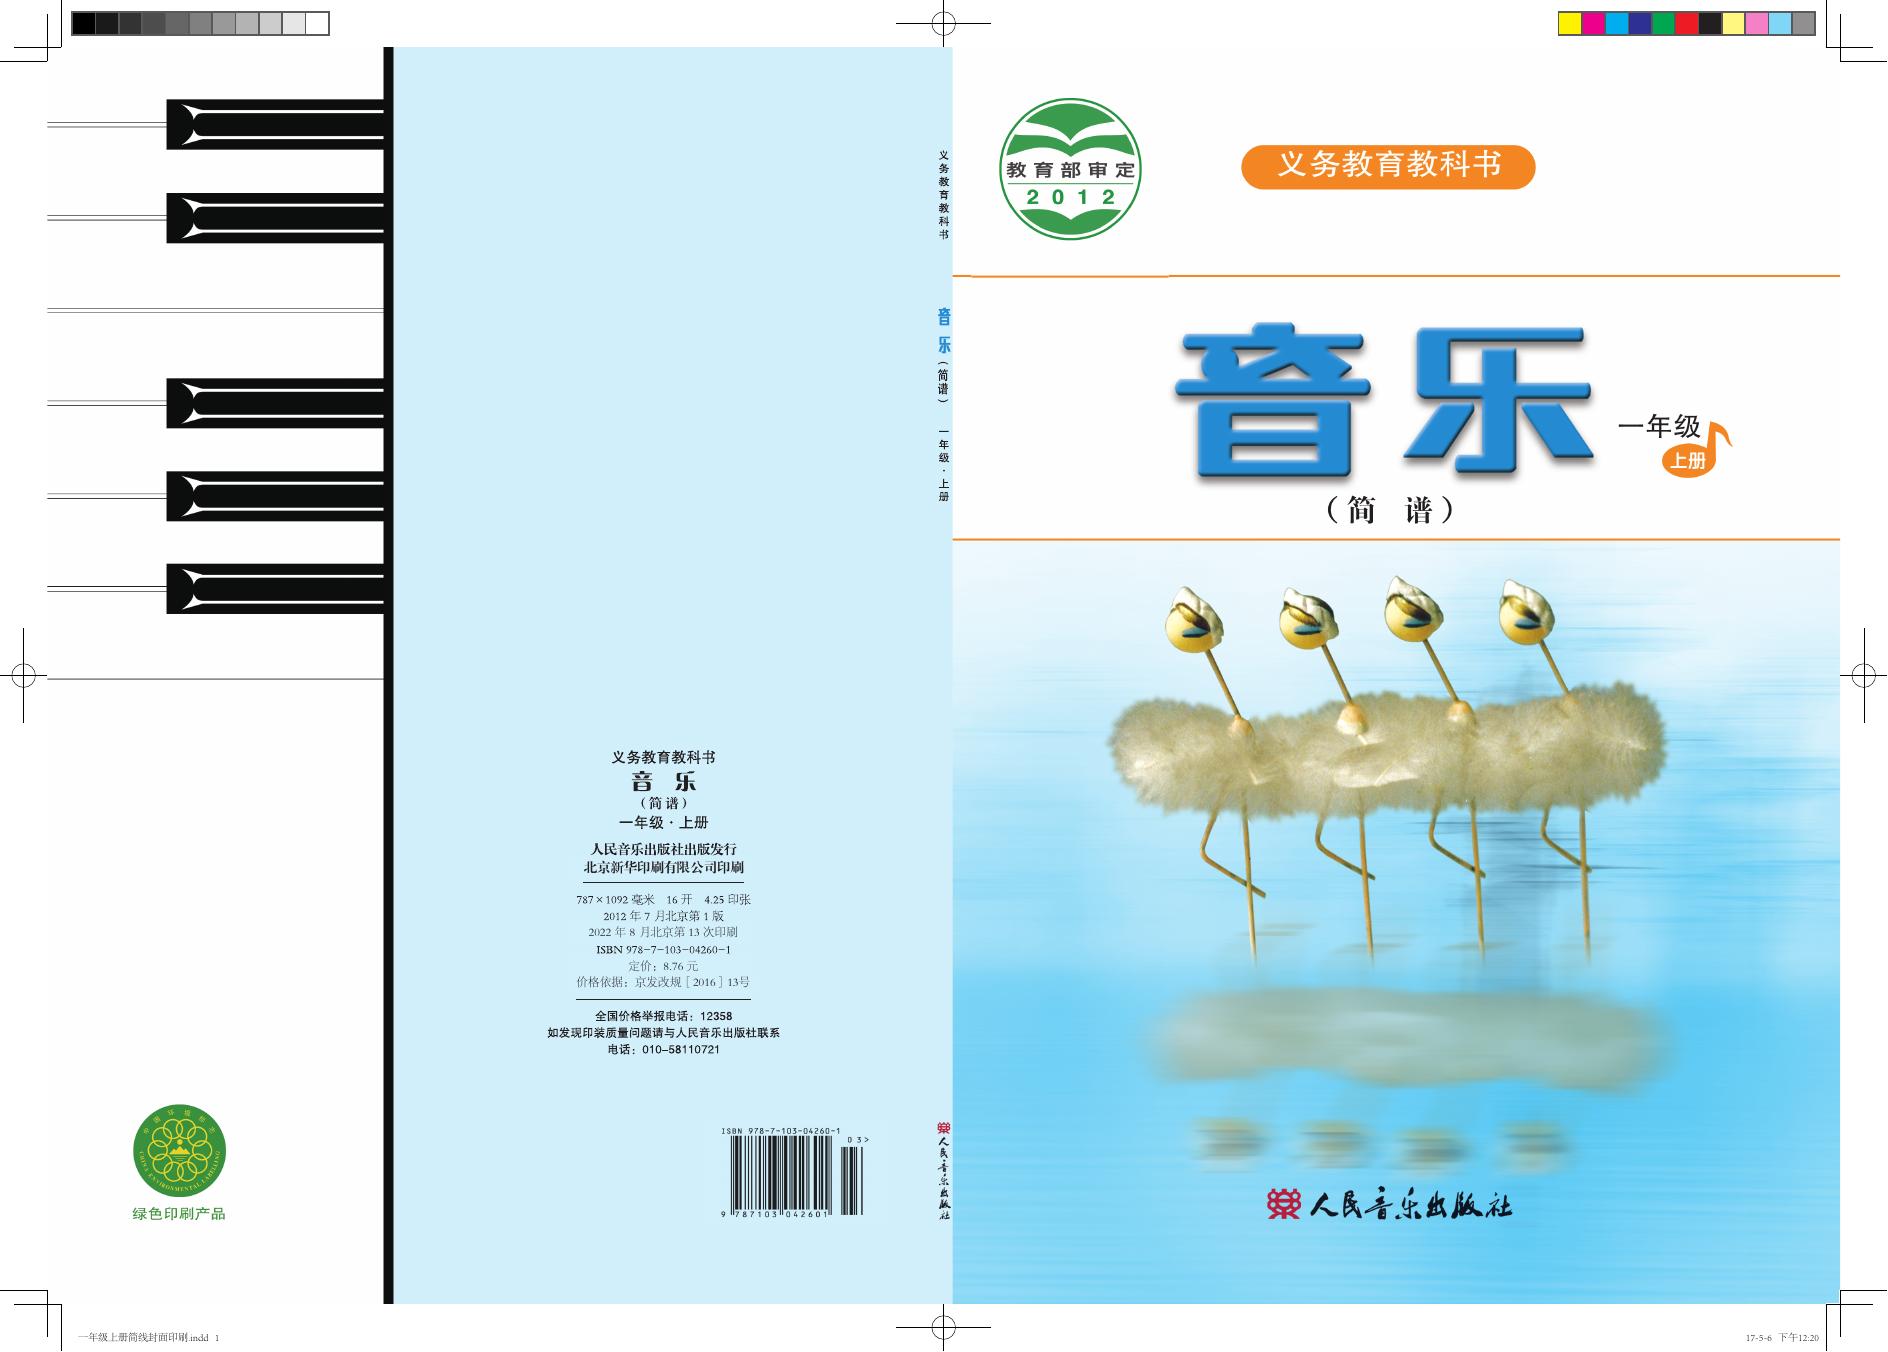 教育部审定
2012
义务教育教科书
音乐
一年级
上册
（简 谱）
人民音乐出版社
义务教育教科书
音乐
（简谱）
一年级·上册
人民音乐出版社
义务教育教科书
音 乐
（简谱）
一年级·上册
人民音乐出版社出版发行
北京新华印刷有限公司印刷
787×1092 毫米 16 开 4.25 印张
2012 年 7 月北京第 1 版
2022 年 8 月北京第 13 次印刷
ISBN 978-7-103-04260-1
定价：8.76 元
价格依据：京发改规［2016］13号
全国价格举报电话：12358
如发现印装质量问题请与人民音乐出版社联系
电话：010-58110721
ISBN 978-7-103-04260-1
03>
9 787103 042601
中国环境标志
CHINA ENVIRONMENTAL LABELLING
绿色印刷产品
一年级上册简线封面印刷.indd 1
17-5-6 下午12:20